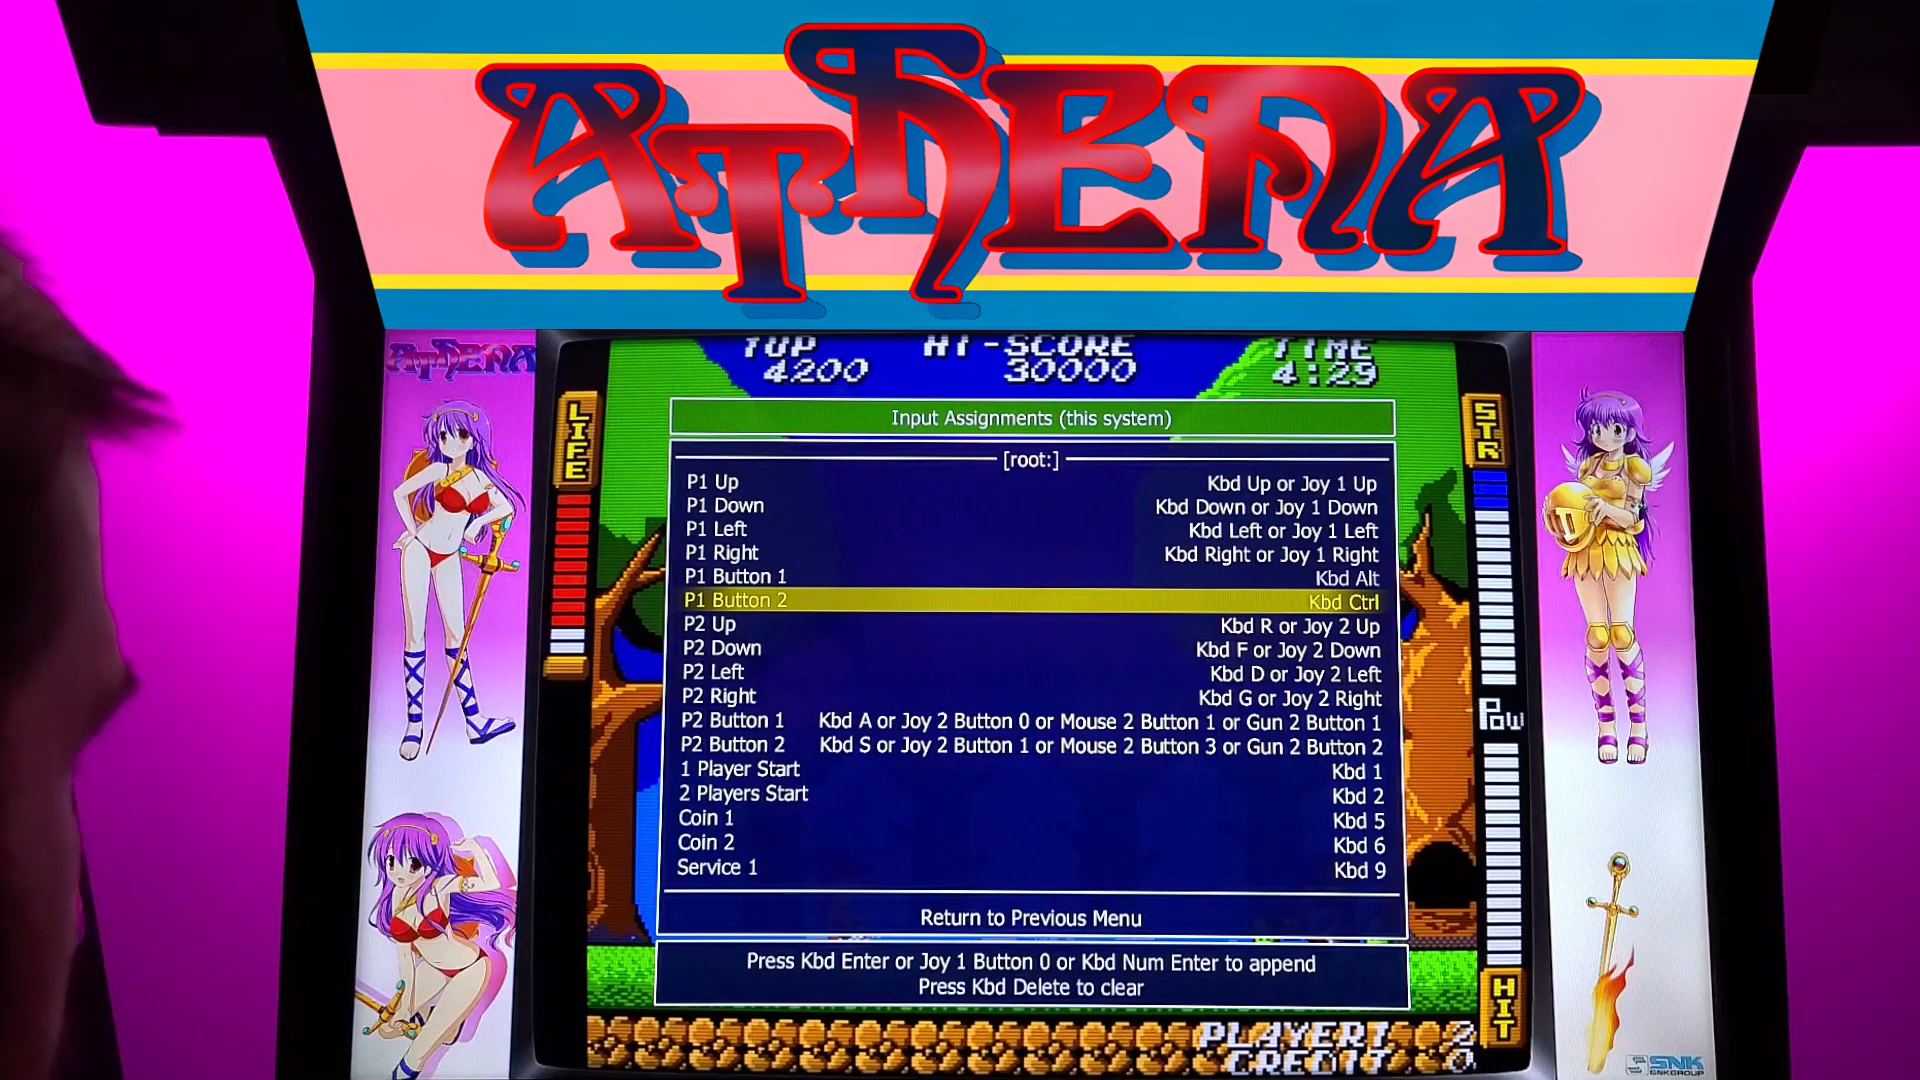 ATHENA
ATHENA
1UP
4200
HI-SCORE
30000
TIME
4:29
LIFE
STR
Input Assignments (this system)
[root:]
P1 Up Kbd Up or Joy 1 Up
P1 Down Kbd Down or Joy 1 Down
P1 Left Kbd Left or Joy 1 Left
P1 Right Kbd Right or Joy 1 Right
P1 Button 1 Kbd Alt
P1 Button 2 Kbd Ctrl
P2 Up Kbd R or Joy 2 Up
P2 Down Kbd F or Joy 2 Down
P2 Left Kbd D or Joy 2 Left
P2 Right Kbd G or Joy 2 Right
P2 Button 1 Kbd A or Joy 2 Button 0 or Mouse 2 Button 1 or Gun 2 Button 1
P2 Button 2 Kbd S or Joy 2 Button 1 or Mouse 2 Button 3 or Gun 2 Button 2
1 Player Start Kbd 1
2 Players Start Kbd 2
Coin 1 Kbd 5
Coin 2 Kbd 6
Service 1 Kbd 9
Return to Previous Menu
Press Kbd Enter or Joy 1 Button 0 or Kbd Num Enter to append
Press Kbd Delete to clear
POW
HIT
PLAYER1 2
CREDIT 0
SNK
SNKGROUP